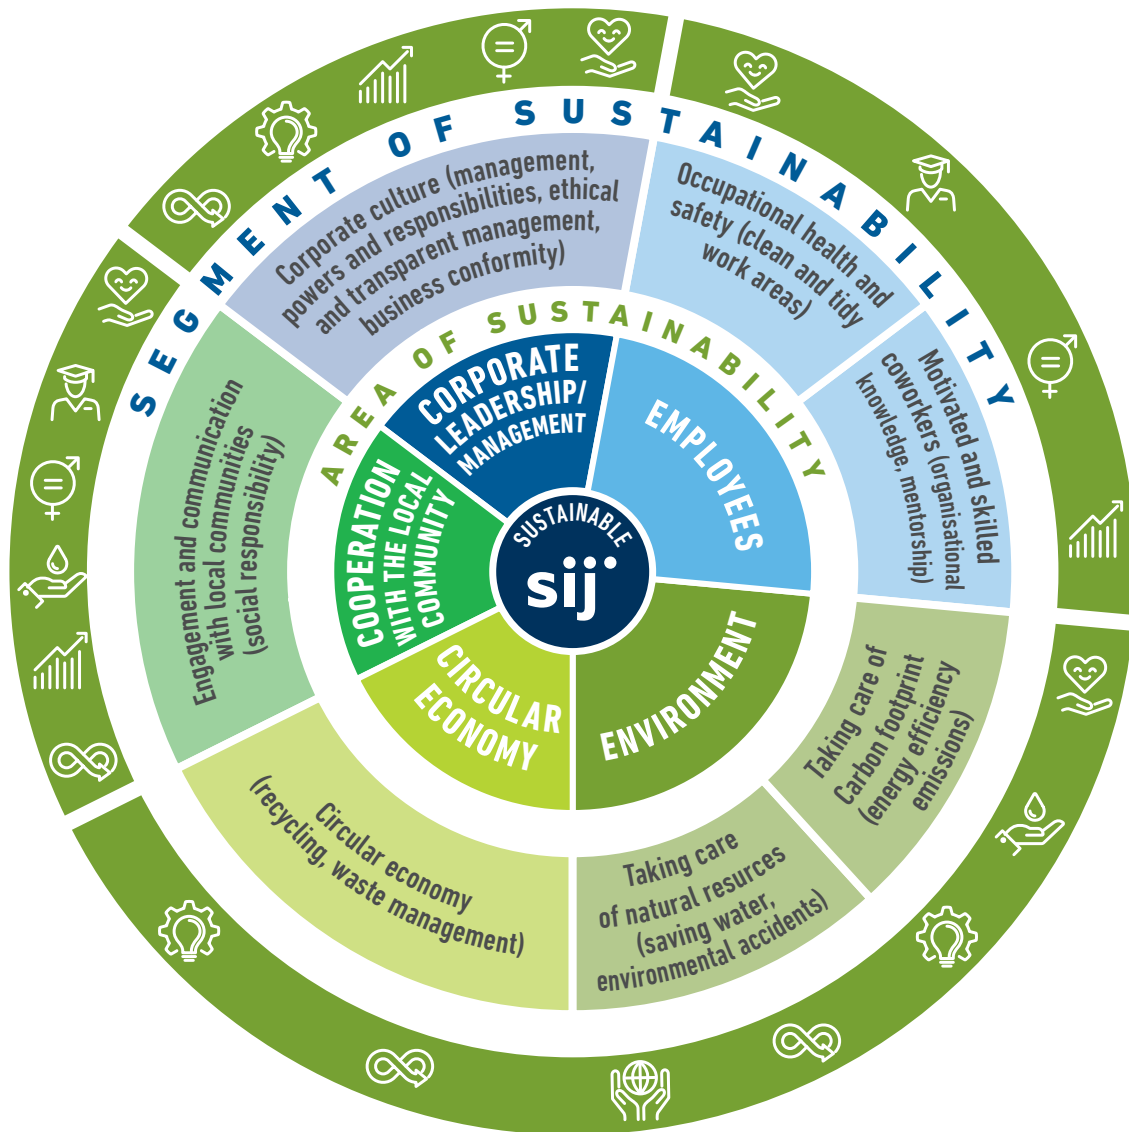 SEGMENT OF SUSTAINABILITY
Corporate culture (management,
powers and responsibilities, ethical
and transparent management,
business conformity)
Occupational health and
safety (clean and tidy
work areas)
Motivated and skilled
coworkers (organisational
knowledge, mentorship)
Taking care of
Carbon footprint
(energy efficiency
emissions)
Taking care
of natural resurces
(saving water,
environmental accidents)
Circular economy
(recycling, waste management)
Engagement and communication
with local communities
(social responsibility)
AREA OF SUSTAINABILITY
CORPORATE
LEADERSHIP/
MANAGEMENT
EMPLOYEES
ENVIRONMENT
CIRCULAR
ECONOMY
COOPERATION
WITH THE LOCAL
COMMUNITY
SUSTAINABLE
sij